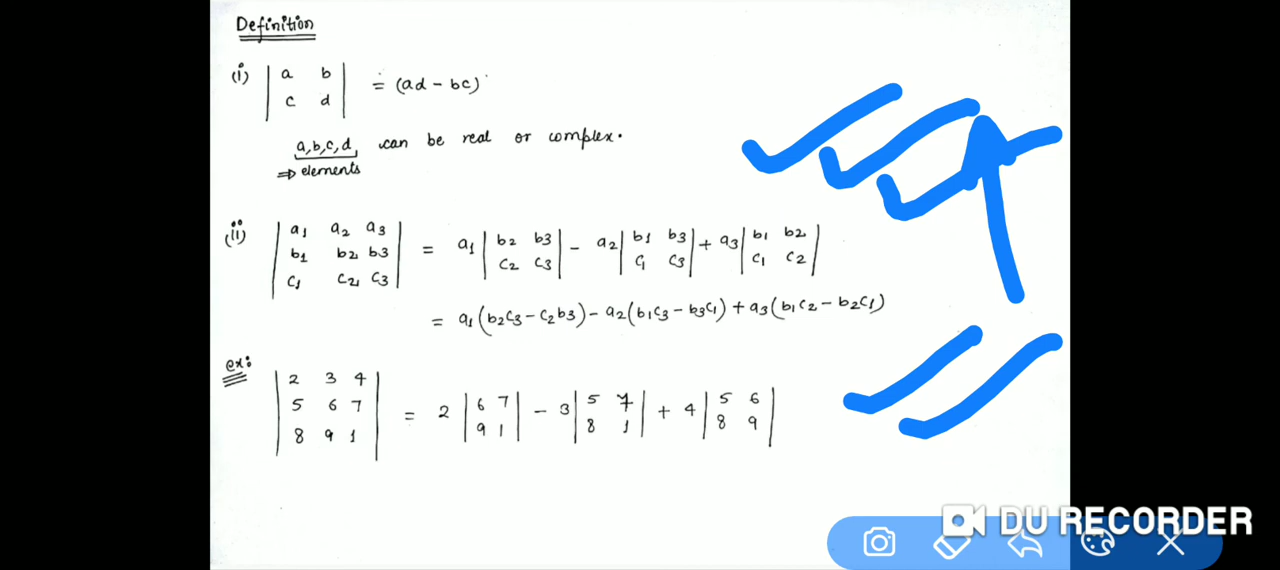 Definition
(i) | a b | = (ad - bc)
| c d |
a,b,c,d can be real or complex.
⇒ elements
(ii) | a1 a2 a3 |
| b1 b2 b3 | = a1 | b2 b3 | - a2 | b1 b3 | + a3 | b1 b2 |
| c1 c2 c3 | | c2 c3 | | c1 c3 | | c1 c2 |
= a1(b2c3 - c2b3) - a2(b1c3 - b3c1) + a3(b1c2 - b2c1)
ex:
| 2 3 4 |
| 5 6 7 | = 2 | 6 7 | - 3 | 5 7 | + 4 | 5 6 |
| 8 9 1 | | 9 1 | | 8 1 | | 8 9 |
DU RECORDER